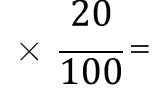 × 20/100 =